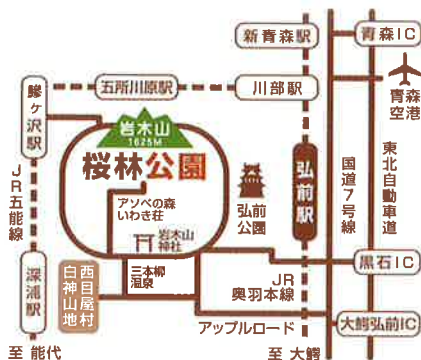 新青森駅
青森IC
鰺ヶ沢駅
五所川原駅
川部駅
青森
空港
岩木山
1625M
桜林公園
JR五能線
アソベの森
いわき荘
弘前
公園
弘前駅
国道7号線
東北自動車道
岩木山
神社
三本柳
温泉
黒石IC
深浦駅
西目屋村
白神山地
JR
奥羽本線
アップルロード
大鰐弘前IC
至 能代
至 大鰐